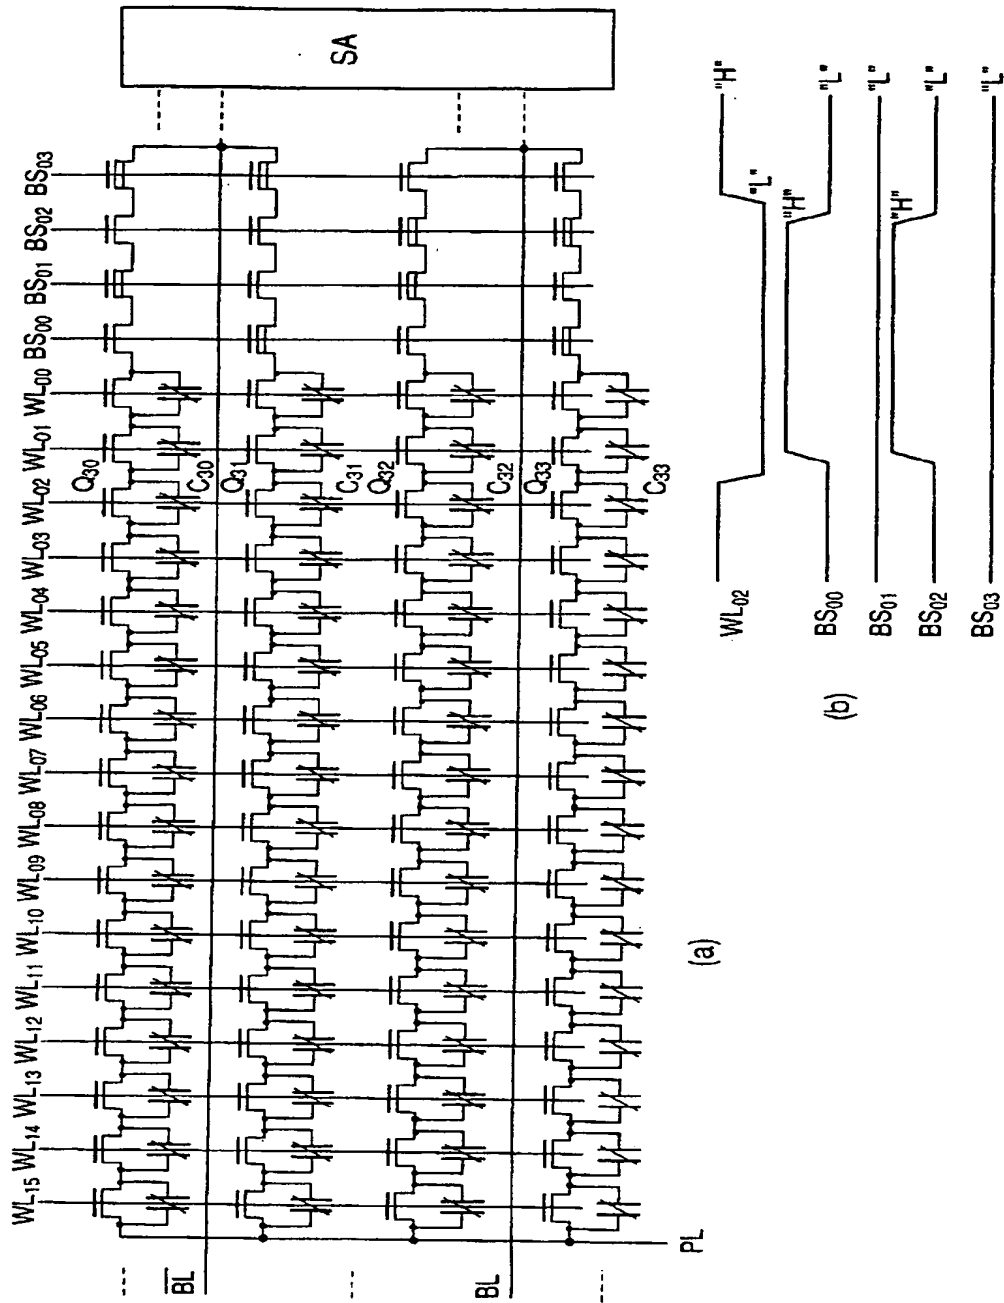 WL15 WL14 WL13 WL12 WL11 WL10 WL09 WL08 WL07 WL06 WL05 WL04 WL03 WL02 WL01 WL00 BS00 BS01 BS02 BS03
Q30
C30
Q31
C31
Q32
C32
Q33
C33
SA
B̅L̅
BL
PL
(a)
WL02 "L" "H"
BS00 "H" "L"
BS01 "L"
BS02 "H" "L"
BS03 "L"
(b)